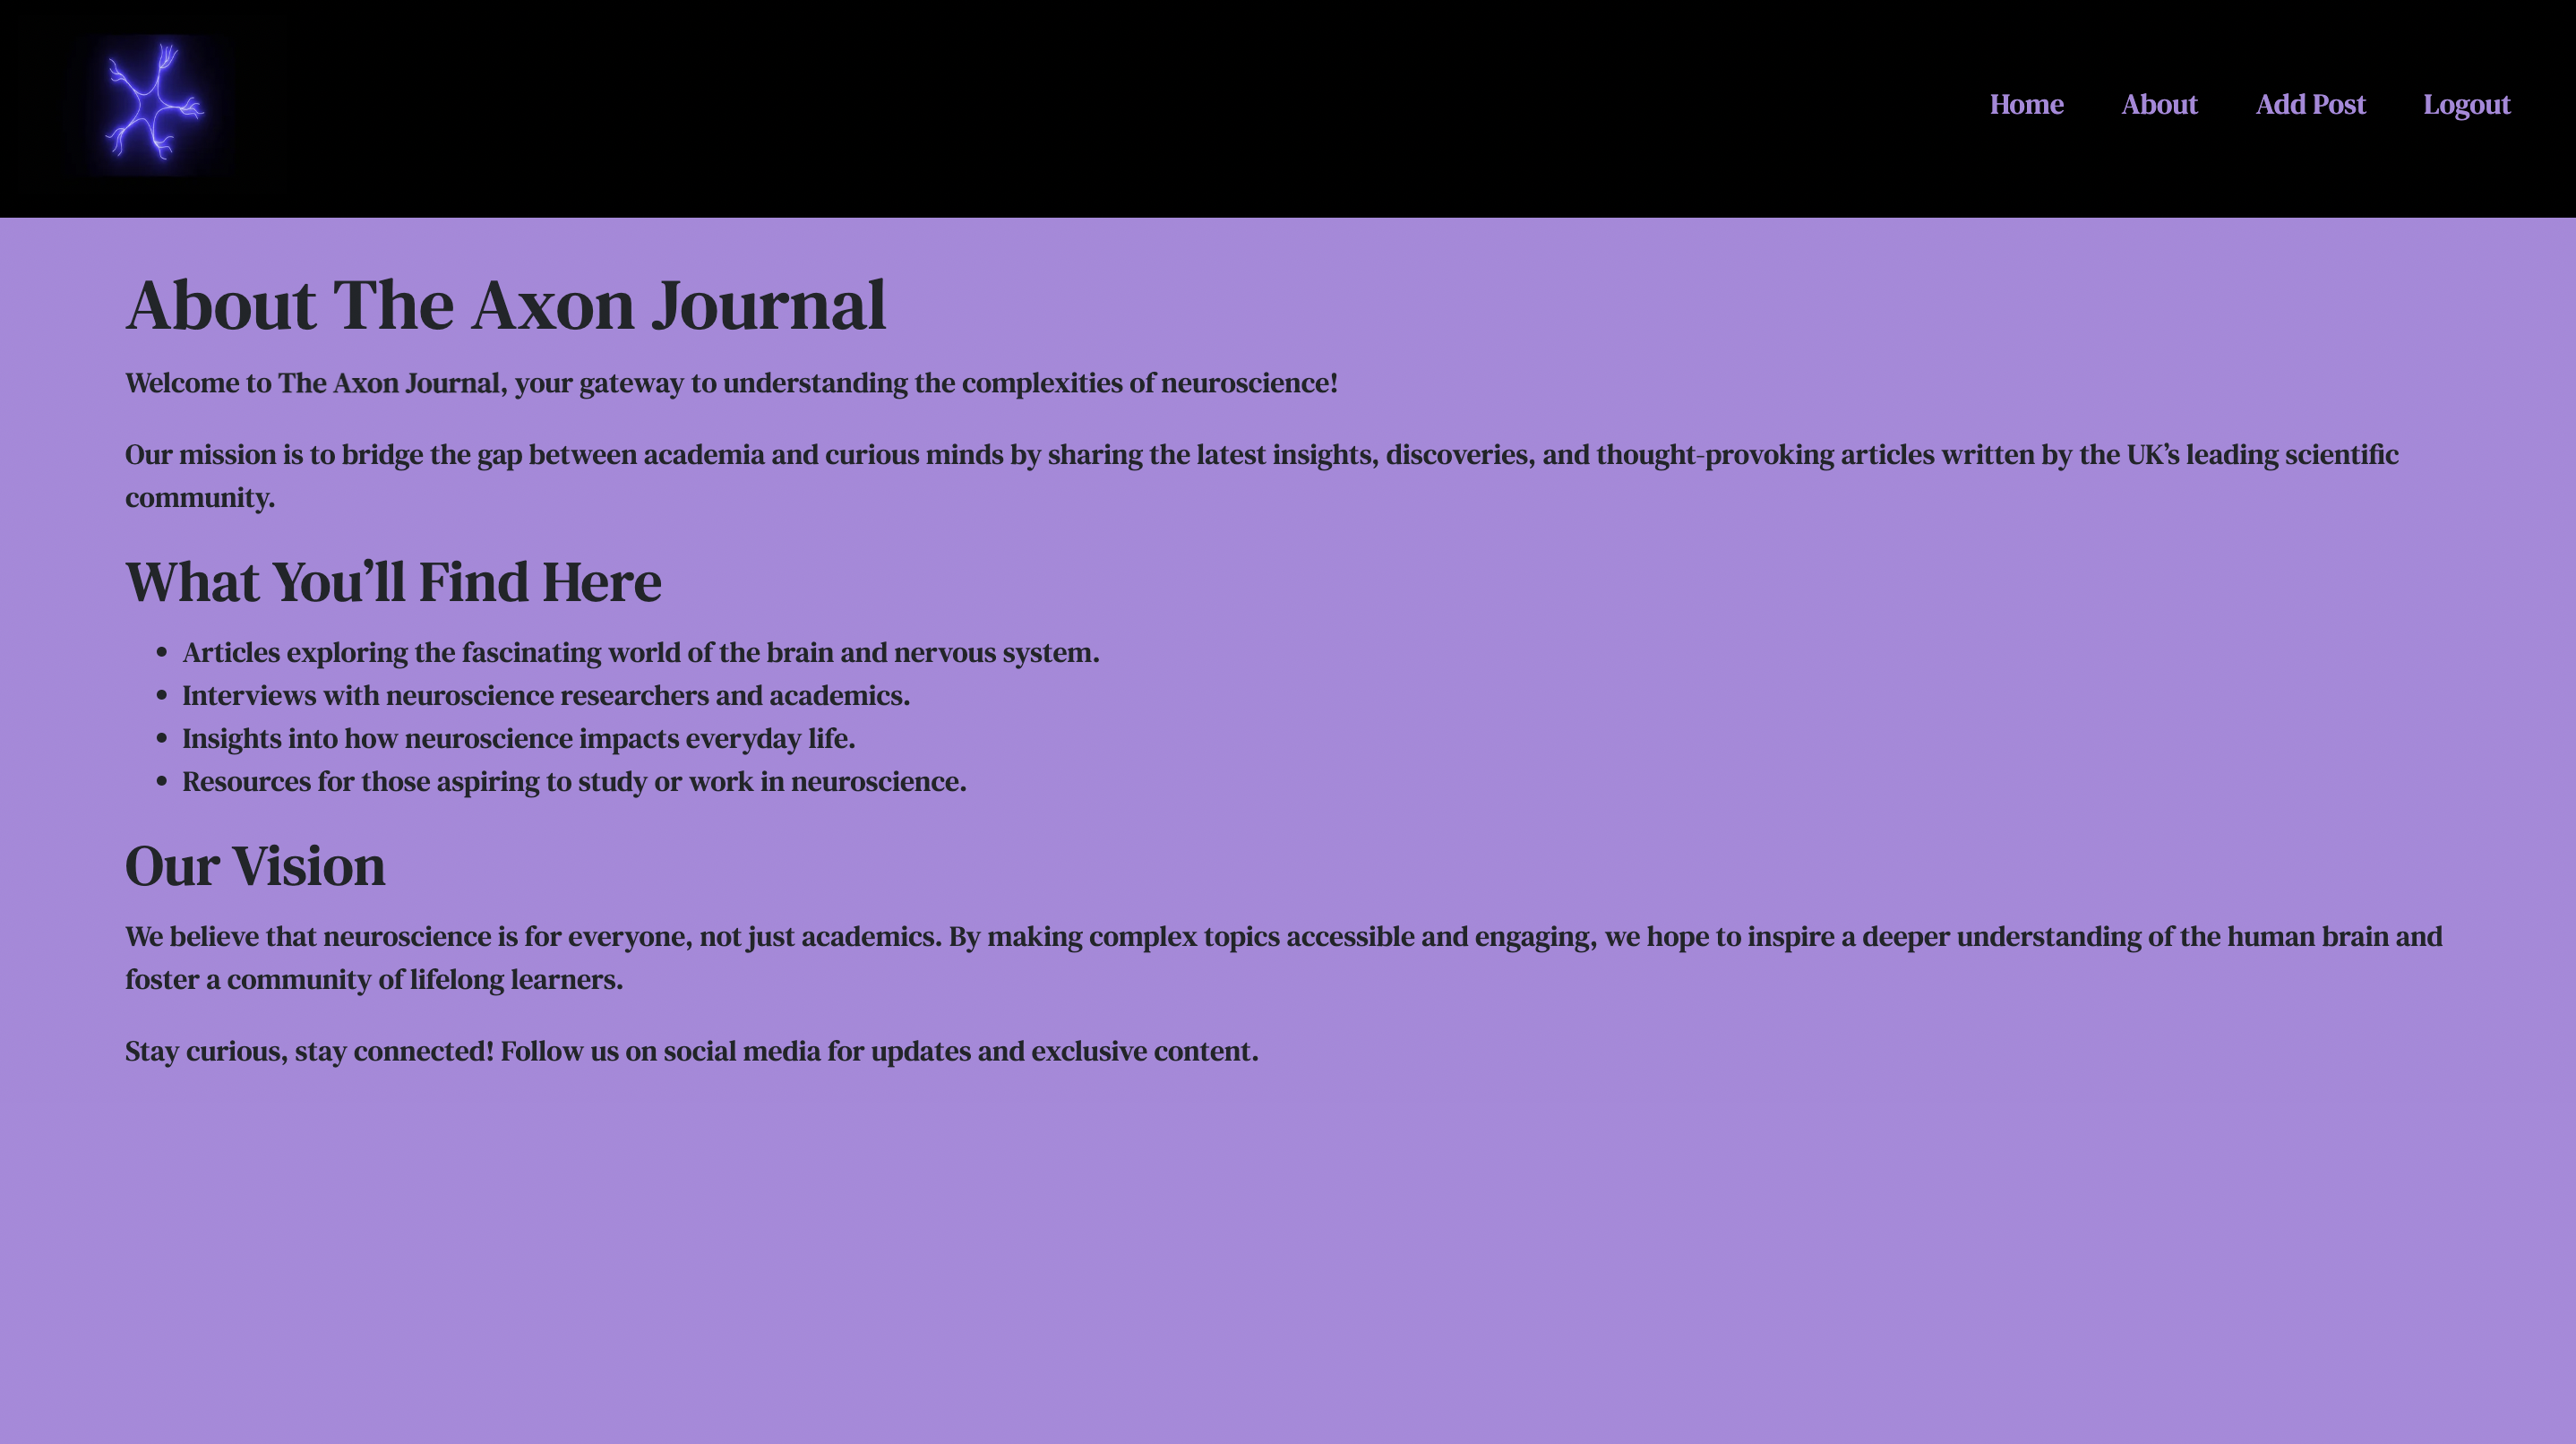 Home About Add Post Logout
About The Axon Journal
Welcome to The Axon Journal, your gateway to understanding the complexities of neuroscience!
Our mission is to bridge the gap between academia and curious minds by sharing the latest insights, discoveries, and thought-provoking articles written by the UK’s leading scientific
community.
What You’ll Find Here
• Articles exploring the fascinating world of the brain and nervous system.
• Interviews with neuroscience researchers and academics.
• Insights into how neuroscience impacts everyday life.
• Resources for those aspiring to study or work in neuroscience.
Our Vision
We believe that neuroscience is for everyone, not just academics. By making complex topics accessible and engaging, we hope to inspire a deeper understanding of the human brain and
foster a community of lifelong learners.
Stay curious, stay connected! Follow us on social media for updates and exclusive content.